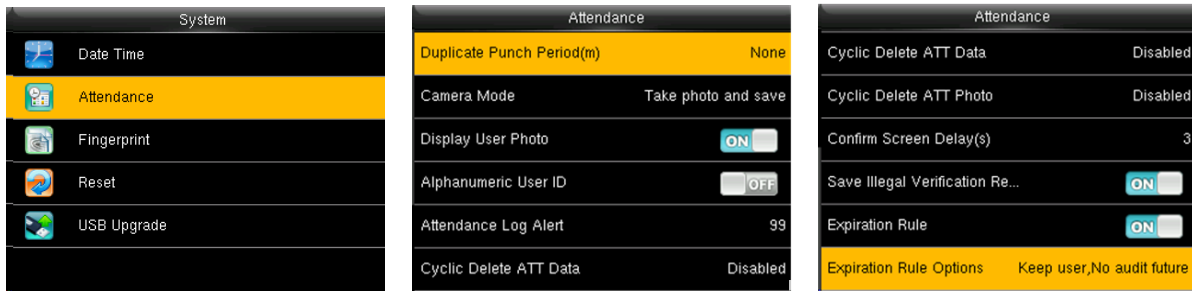 System
Date Time
Attendance
Fingerprint
Reset
USB Upgrade
Attendance
Duplicate Punch Period(m) None
Camera Mode Take photo and save
Display User Photo ON
Alphanumeric User ID OFF
Attendance Log Alert 99
Cyclic Delete ATT Data Disabled
Attendance
Cyclic Delete ATT Data Disabled
Cyclic Delete ATT Photo Disabled
Confirm Screen Delay(s) 3
Save Illegal Verification Re... ON
Expiration Rule ON
Expiration Rule Options Keep user,No audit future